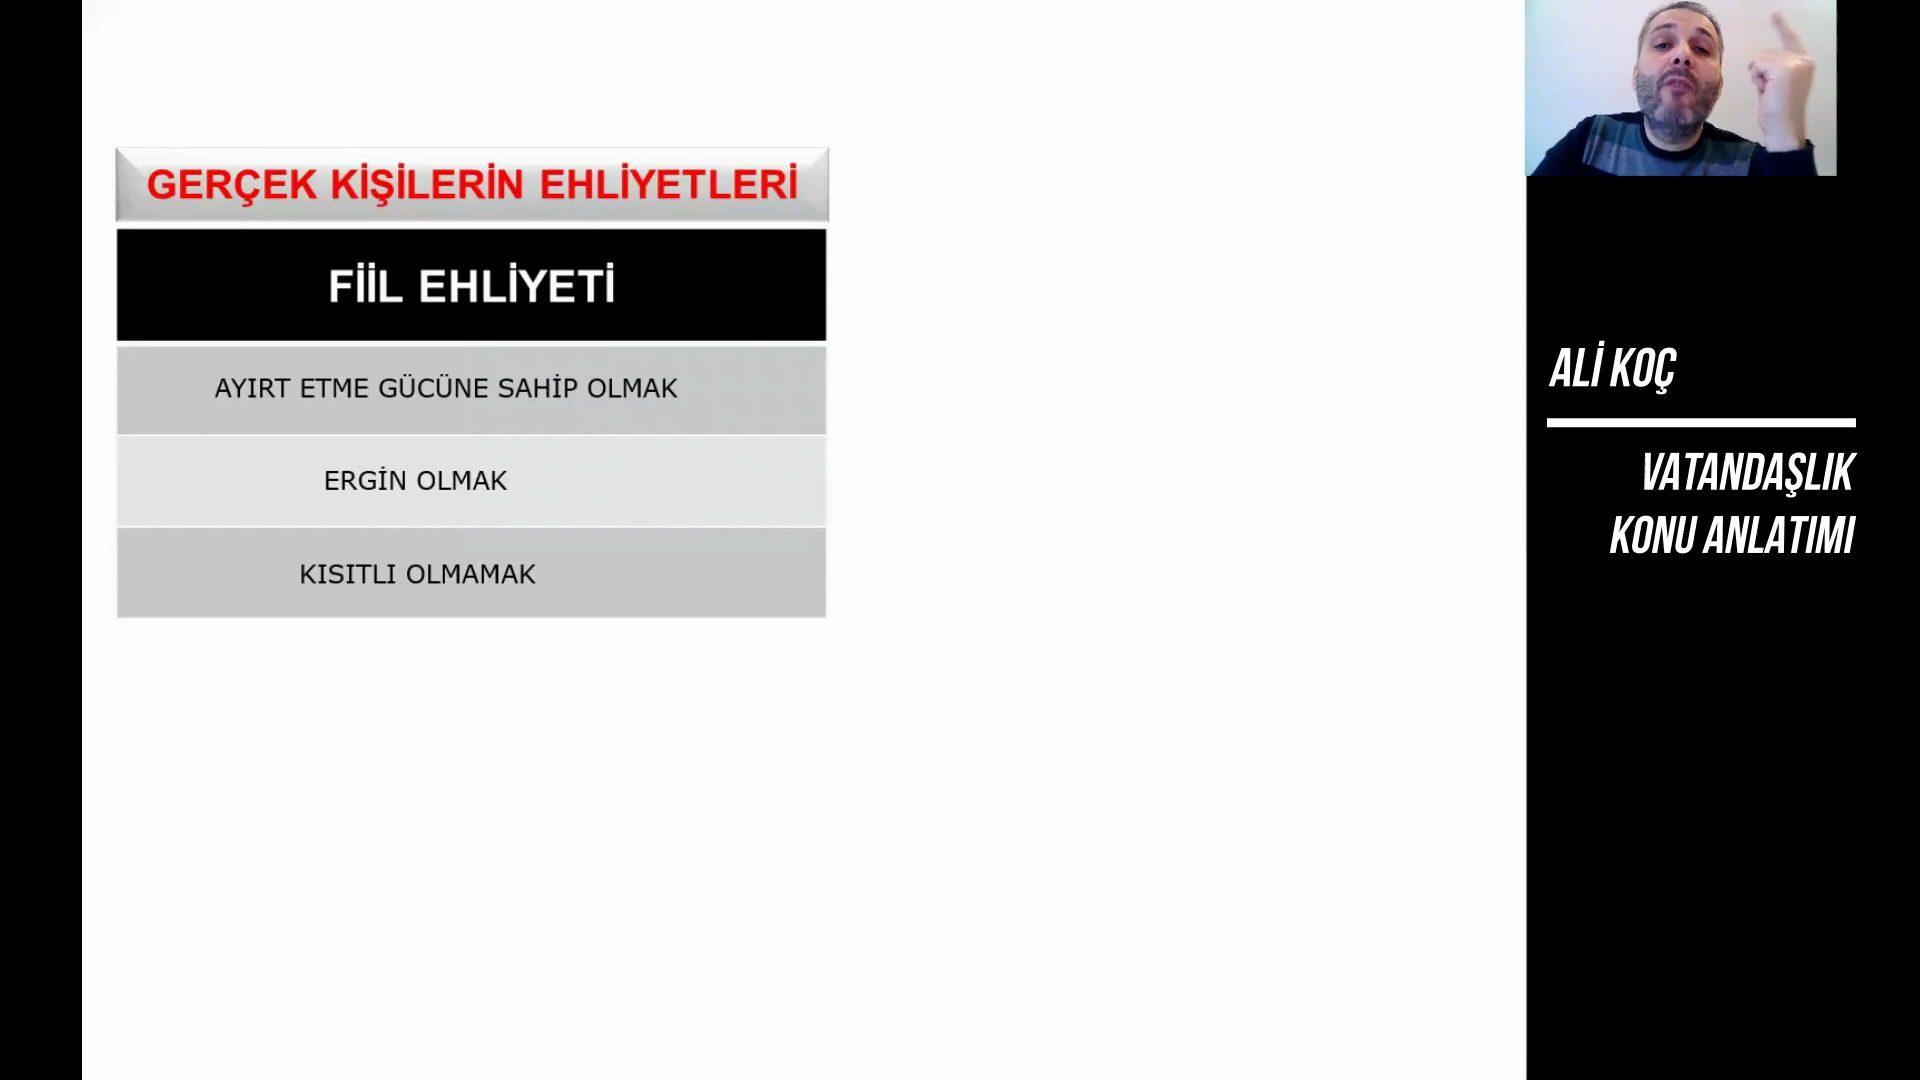 GERÇEK KİŞİLERİN EHLİYETLERİ
FİİL EHLİYETİ
AYIRT ETME GÜCÜNE SAHİP OLMAK
ERGİN OLMAK
KISITLI OLMAMAK
ALİ KOÇ
VATANDAŞLIK
KONU ANLATIMI